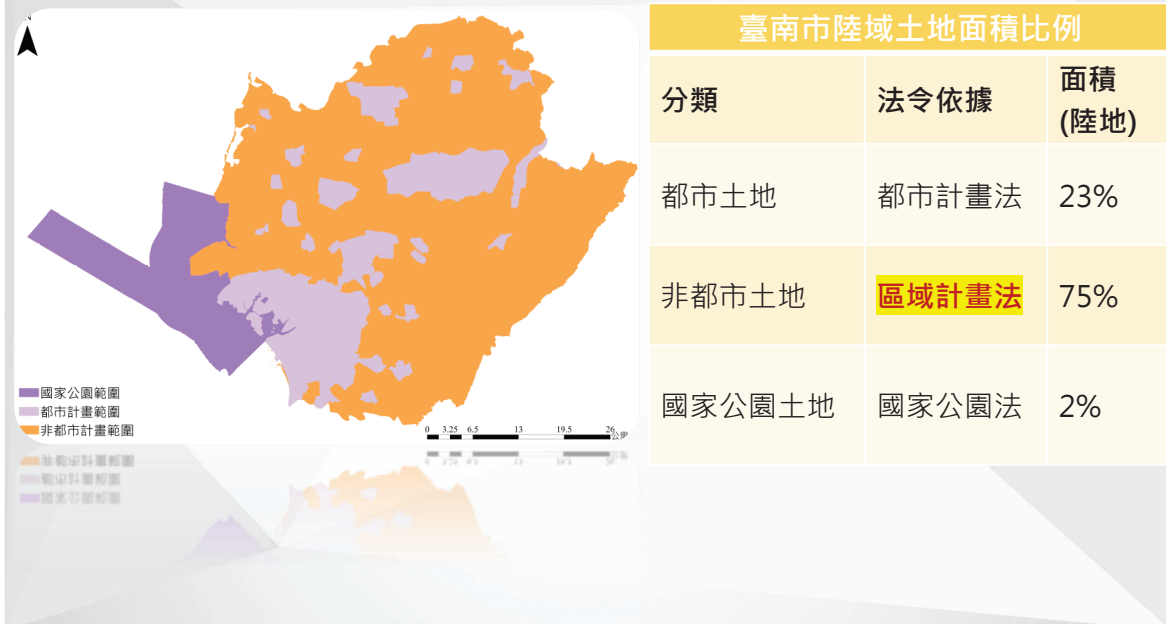 N
國家公園範圍
都市計畫範圍
非都市計畫範圍
0 3.25 6.5 13 19.5 26
公里
臺南市陸域土地面積比例
分類 法令依據 面積
(陸地)
都市土地 都市計畫法 23%
非都市土地 區域計畫法 75%
國家公園土地 國家公園法 2%